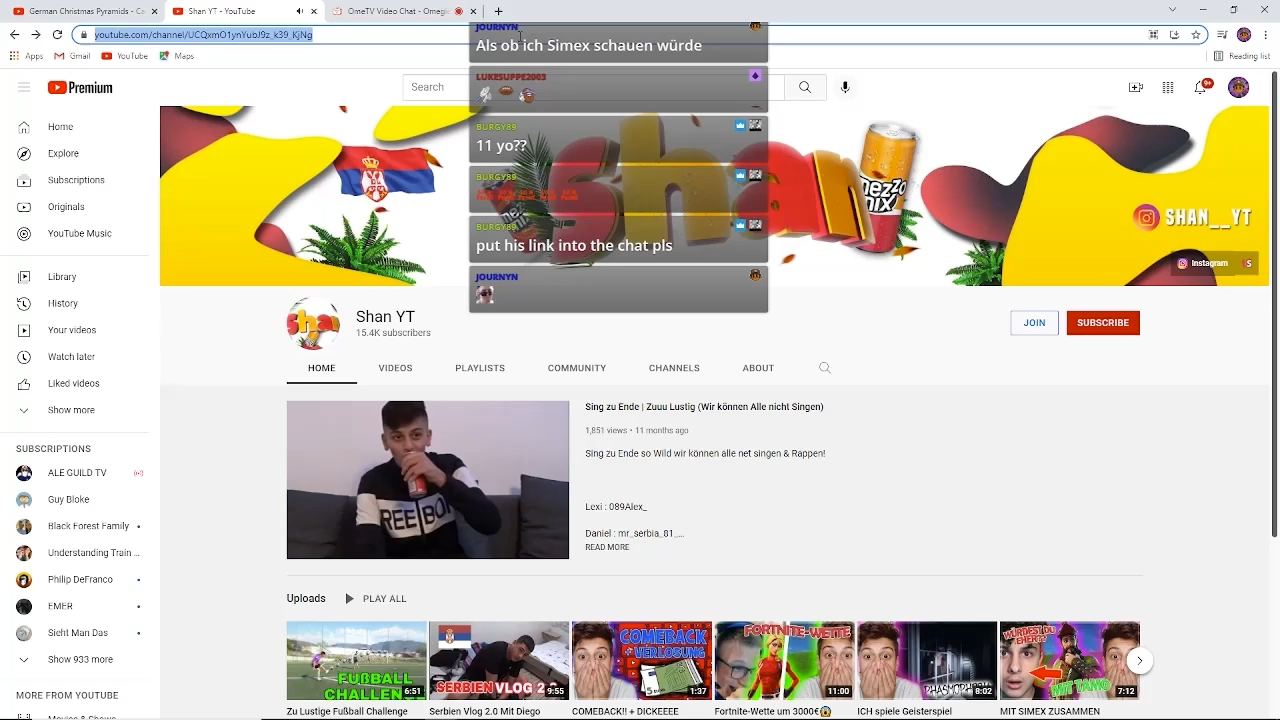 German Christmas Pyramids - Ca
Shan YT - YouTube
OmeTV Video Chat - Omegle
youtube.com/channel/UCQxmO1ynYubJ9z_k39_KjNg
Apps
Gmail
YouTube
Maps
Reading list
Premium
Search
9+
JOURNYN
Als ob ich Simex schauen würde
LUKESUPPE2003
BURGY89
11 yo??
BURGY89
BURGY89
put his link into the chat pls
JOURNYN
mezzo
mix
SHAN__YT
Instagram
Home
Explore
Subscriptions
Originals
YouTube Music
Library
History
Your videos
Watch later
Liked videos
Show more
SUBSCRIPTIONS
ALE GUILD TV
Guy Bloke
Black Forest Family
Understanding Train ...
Philip DeFranco
EMER
Sieht Man Das
Show 933 more
MORE FROM YOUTUBE
Shan YT
15.4K subscribers
JOIN
SUBSCRIBE
HOME
VIDEOS
PLAYLISTS
COMMUNITY
CHANNELS
ABOUT
Sing zu Ende | Zuuu Lustig (Wir können Alle nicht Singen)
1,851 views • 11 months ago
Sing zu Ende so Wild wir können alle net singen & Rappen!
Lexi : 089Alex_
Daniel : mr_serbia_81_...
READ MORE
Uploads
PLAY ALL
FUẞBALL
CHALLEN
6:51
SERBIEN VLOG 2
9:55
COMEBACK
+VERLOSUNG
1:37
FORTNITE-WETTE
11:00
PHASMOPHOBI
8:02
WÜRDEST DU
MIT TANJO
7:12
Zu Lustige Fußball Challenge
Serbien Vlog 2.0 Mit Diego
COMEBACK!! + DICKEEEE
Fortnite-Wette um 3000€
ICH spiele Geisterspiel
MIT SIMEX ZUSAMMEN